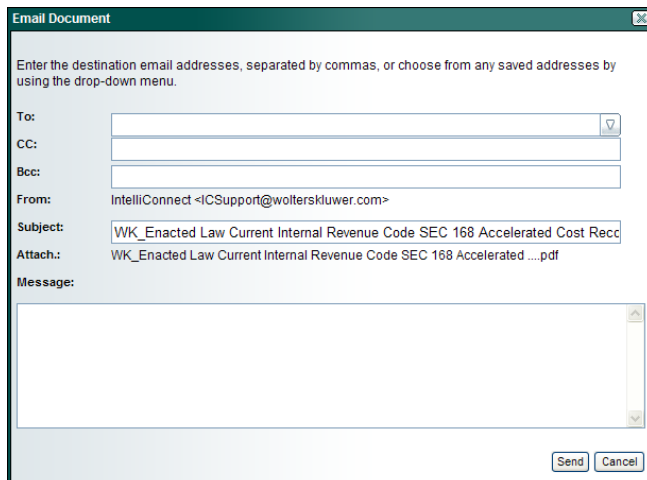 Email Document
Enter the destination email addresses, separated by commas, or choose from any saved addresses by
using the drop-down menu.
To:
CC:
Bcc:
From: IntelliConnect <ICSupport@wolterskluwer.com>
Subject: WK_Enacted Law Current Internal Revenue Code SEC 168 Accelerated Cost Recc
Attach.: WK_Enacted Law Current Internal Revenue Code SEC 168 Accelerated ....pdf
Message:
Send Cancel